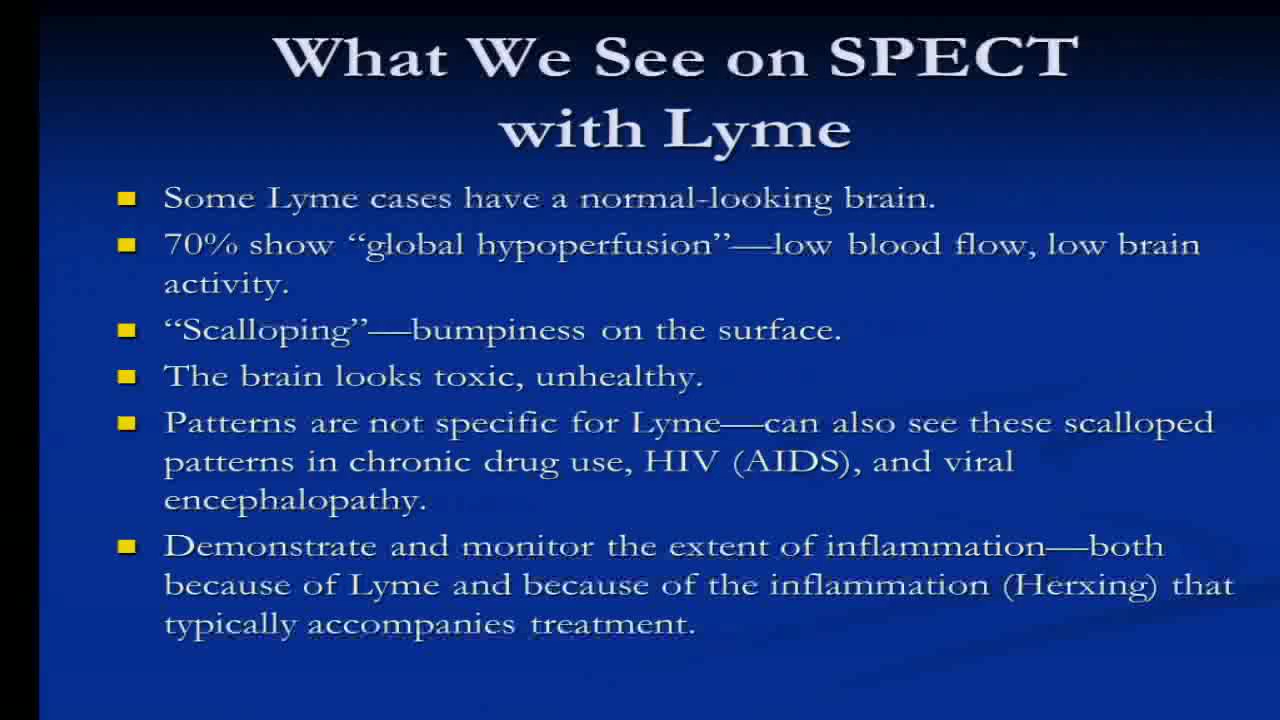 What We See on SPECT
with Lyme
Some Lyme cases have a normal-looking brain.
70% show “global hypoperfusion”—low blood flow, low brain
activity.
“Scalloping”—bumpiness on the surface.
The brain looks toxic, unhealthy.
Patterns are not specific for Lyme—can also see these scalloped
patterns in chronic drug use, HIV (AIDS), and viral
encephalopathy.
Demonstrate and monitor the extent of inflammation—both
because of Lyme and because of the inflammation (Herxing) that
typically accompanies treatment.